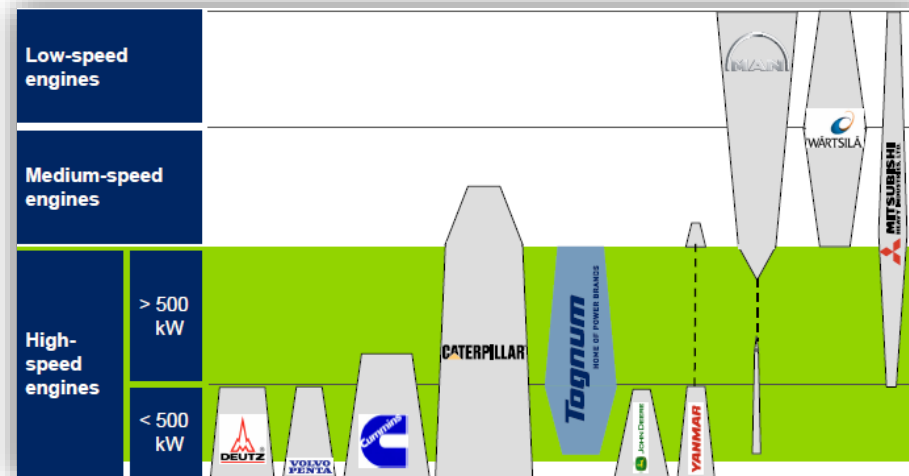 Low-speed
engines
MAN
WÄRTSILÄ
Medium-speed
engines
MITSUBISHI
HEAVY INDUSTRIES, LTD.
High-
speed
engines
> 500
kW
CATERPILLAR
Tognum
HOME OF POWER BRANDS
< 500
kW
DEUTZ
VOLVO
PENTA
Cummins
JOHN DEERE
YANMAR